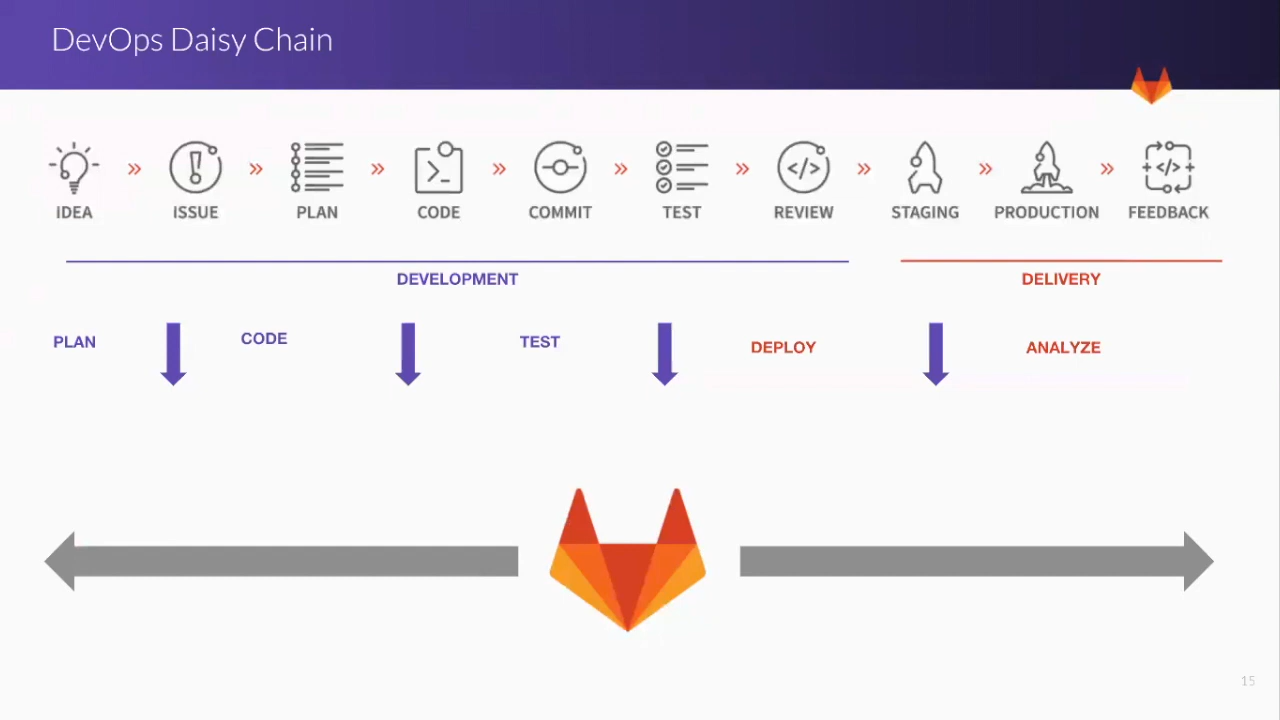 DevOps Daisy Chain
IDEA
ISSUE
PLAN
CODE
COMMIT
TEST
REVIEW
STAGING
PRODUCTION
FEEDBACK
DEVELOPMENT
DELIVERY
PLAN
CODE
TEST
DEPLOY
ANALYZE
15